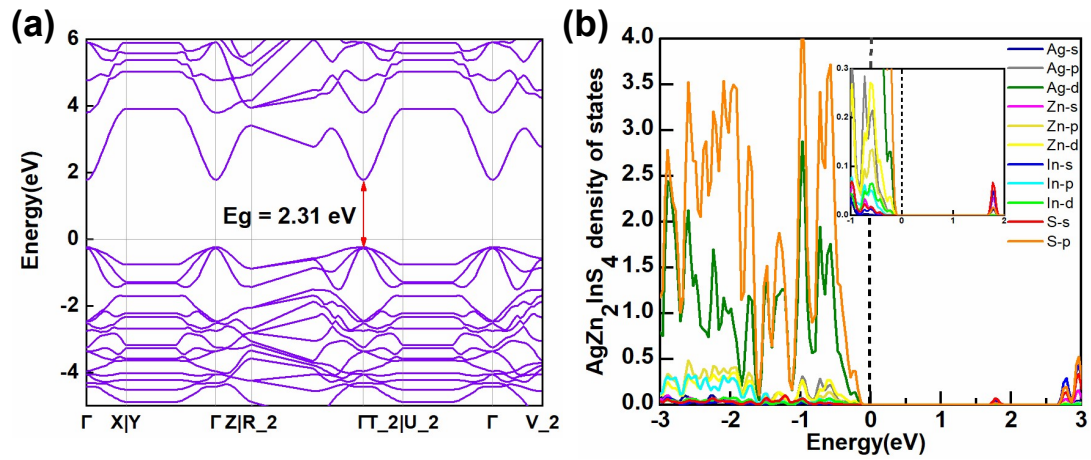 (a)
Energy(eV)
6
4
2
0
-2
-4
Eg = 2.31 eV
Γ X|Y Γ Z|R_2 ΓT_2|U_2 Γ V_2
(b)
AgZn2InS4 density of states
4.0
3.5
3.0
2.5
2.0
1.5
1.0
0.5
0.0
-3 -2 -1 0 1 2 3
Energy(eV)
0.3
0.2
0.1
0.0
-1 0 1 2
Ag-s
Ag-p
Ag-d
Zn-s
Zn-p
Zn-d
In-s
In-p
In-d
S-s
S-p